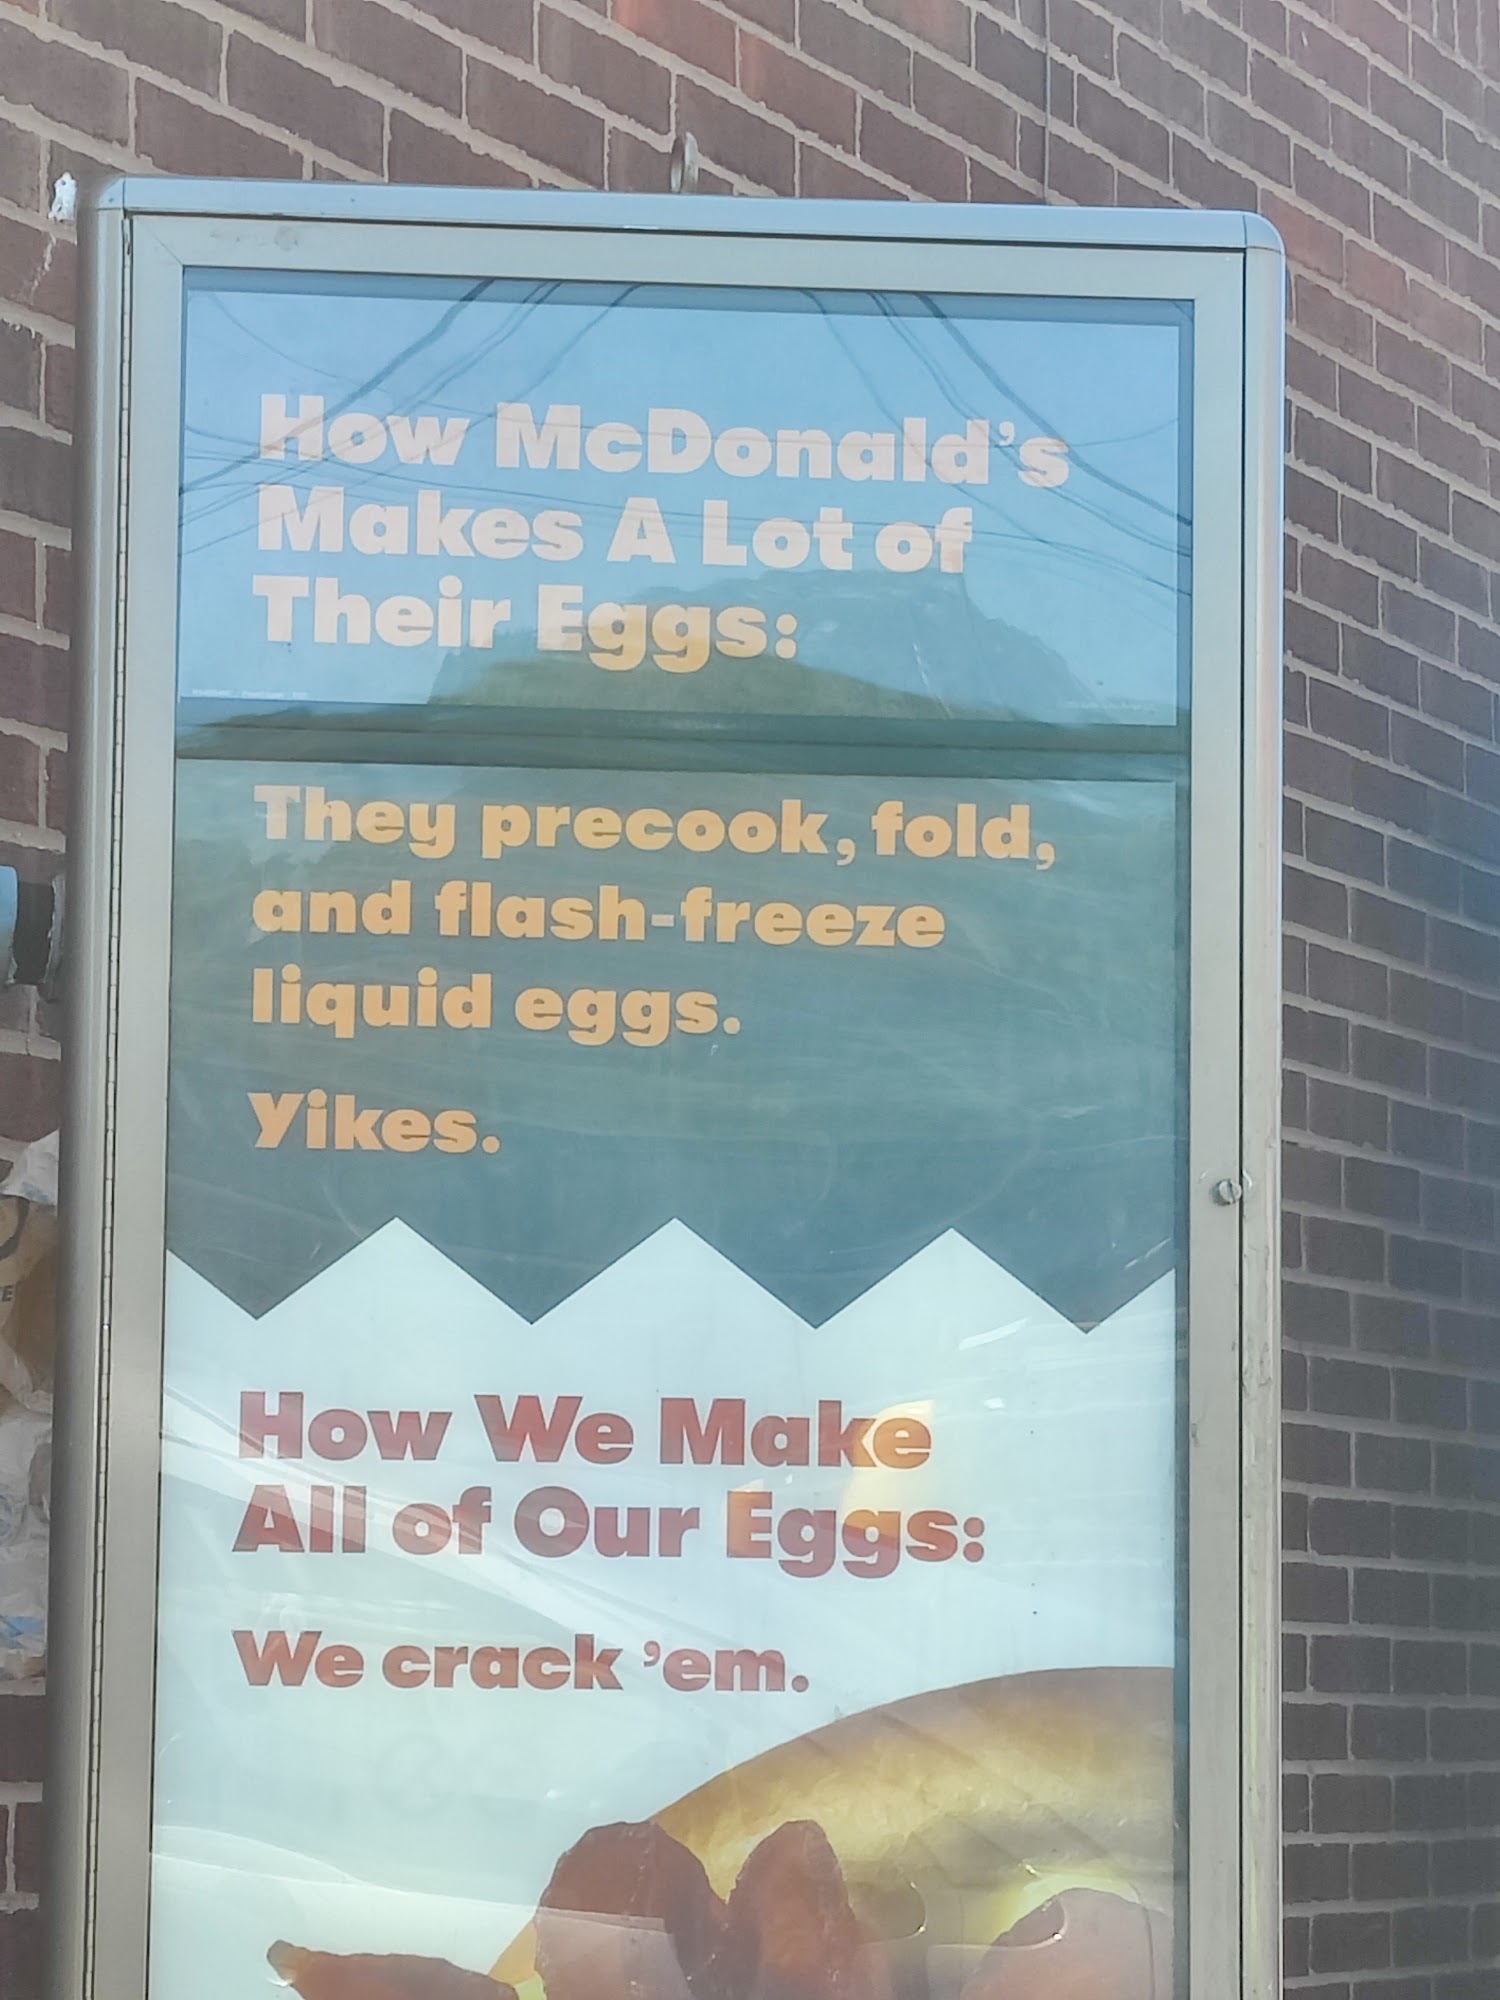 How McDonald's
Makes A Lot of
Their Eggs:
They precook, fold,
and flash-freeze
liquid eggs.
Yikes.
How We Make
All of Our Eggs:
We crack 'em.